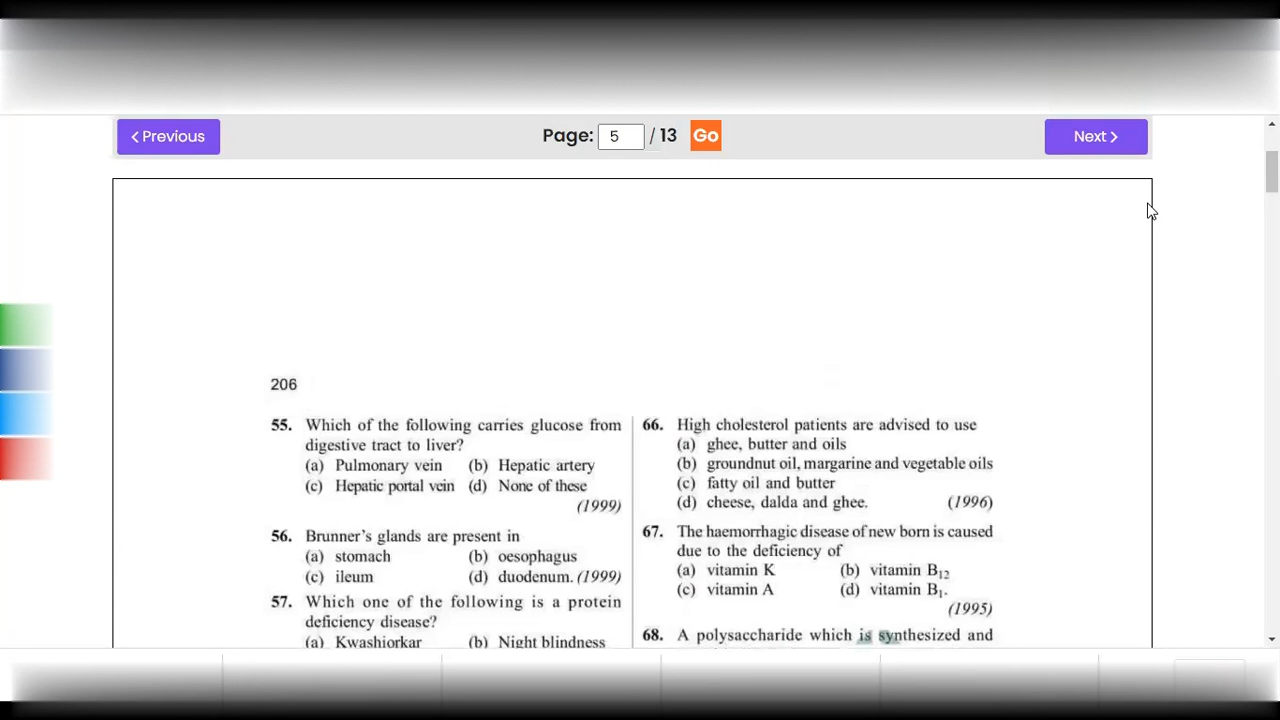 Previous
Page: 5 / 13 Go
Next
206
55. Which of the following carries glucose from
digestive tract to liver?
(a) Pulmonary vein (b) Hepatic artery
(c) Hepatic portal vein (d) None of these
(1999)
56. Brunner's glands are present in
(a) stomach (b) oesophagus
(c) ileum (d) duodenum. (1999)
57. Which one of the following is a protein
deficiency disease?
(a) Kwashiorkar (b) Night blindness
66. High cholesterol patients are advised to use
(a) ghee, butter and oils
(b) groundnut oil, margarine and vegetable oils
(c) fatty oil and butter
(d) cheese, dalda and ghee. (1996)
67. The haemorrhagic disease of new born is caused
due to the deficiency of
(a) vitamin K (b) vitamin B12
(c) vitamin A (d) vitamin B1.
(1995)
68. A polysaccharide which is synthesized and